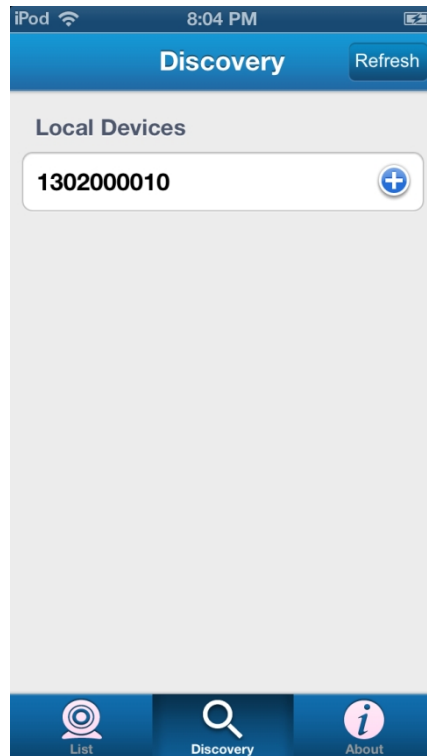 iPod 8:04 PM
Discovery Refresh
Local Devices
1302000010
List Discovery About